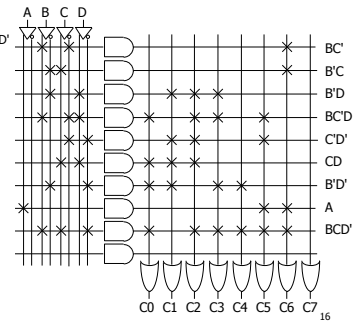 A B C D
D'
BC'
B'C
B'D
BC'D
C'D'
CD
B'D'
A
BCD'
C0 C1 C2 C3 C4 C5 C6 C7
16